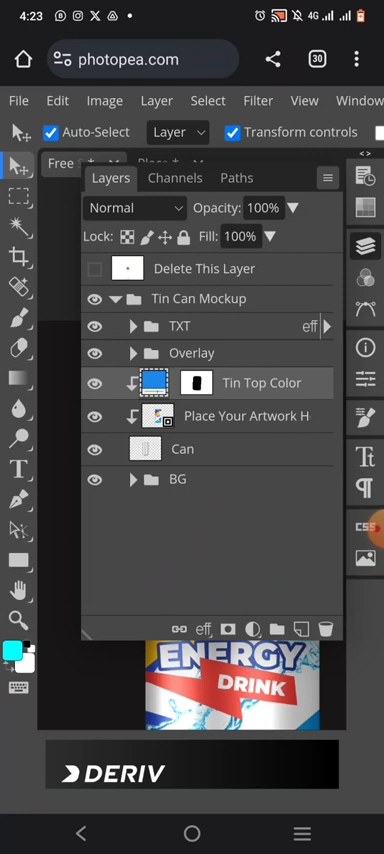 4:23
4G
photopea.com
30
File Edit Image Layer Select Filter View Window
Auto-Select Layer Transform controls
Free
Layers Channels Paths
Normal Opacity: 100%
Lock: Fill: 100%
Delete This Layer
Tin Can Mockup
TXT eff
Overlay
Tin Top Color
Place Your Artwork H
Can
BG
eff
CSS
ENERGY
DRINK
DERIV